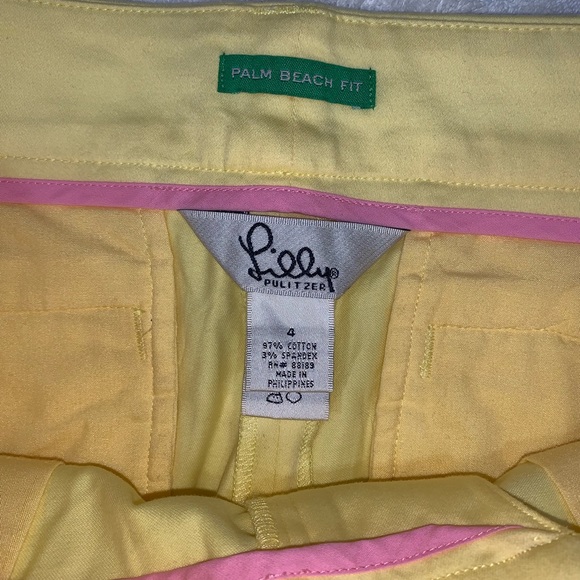 PALM BEACH FIT
Lilly®
PULITZER
4
97% COTTON
3% SPANDEX
RN# 88189
MADE IN
PHILIPPINES